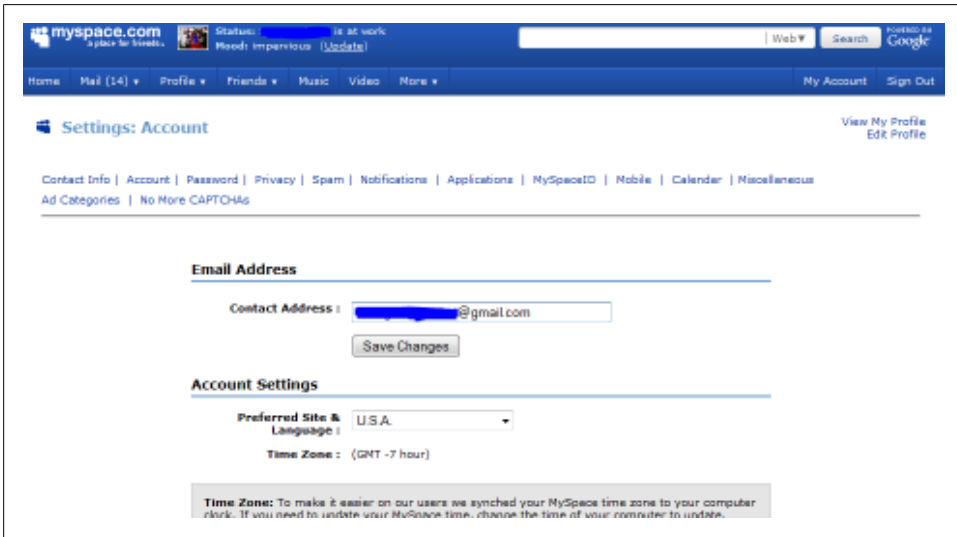 myspace.com
a place for friends.
Status: is at work
Mood: impervious (Update)
Web Search POWERED BY Google
Home Mail (14) Profile Friends Music Video More My Account Sign Out
Settings: Account
View My Profile
Edit Profile
Contact Info | Account | Password | Privacy | Spam | Notifications | Applications | MySpaceID | Mobile | Calender | Miscellaneous
Ad Categories | No More CAPTCHAs
Email Address
Contact Address : @gmail.com
Save Changes
Account Settings
Preferred Site & Language : U.S.A.
Time Zone : (GMT -7 hour)
Time Zone: To make it easier on our users we synched your MySpace time zone to your computer
clock. If you need to update your MySpace time, change the time of your computer to update.